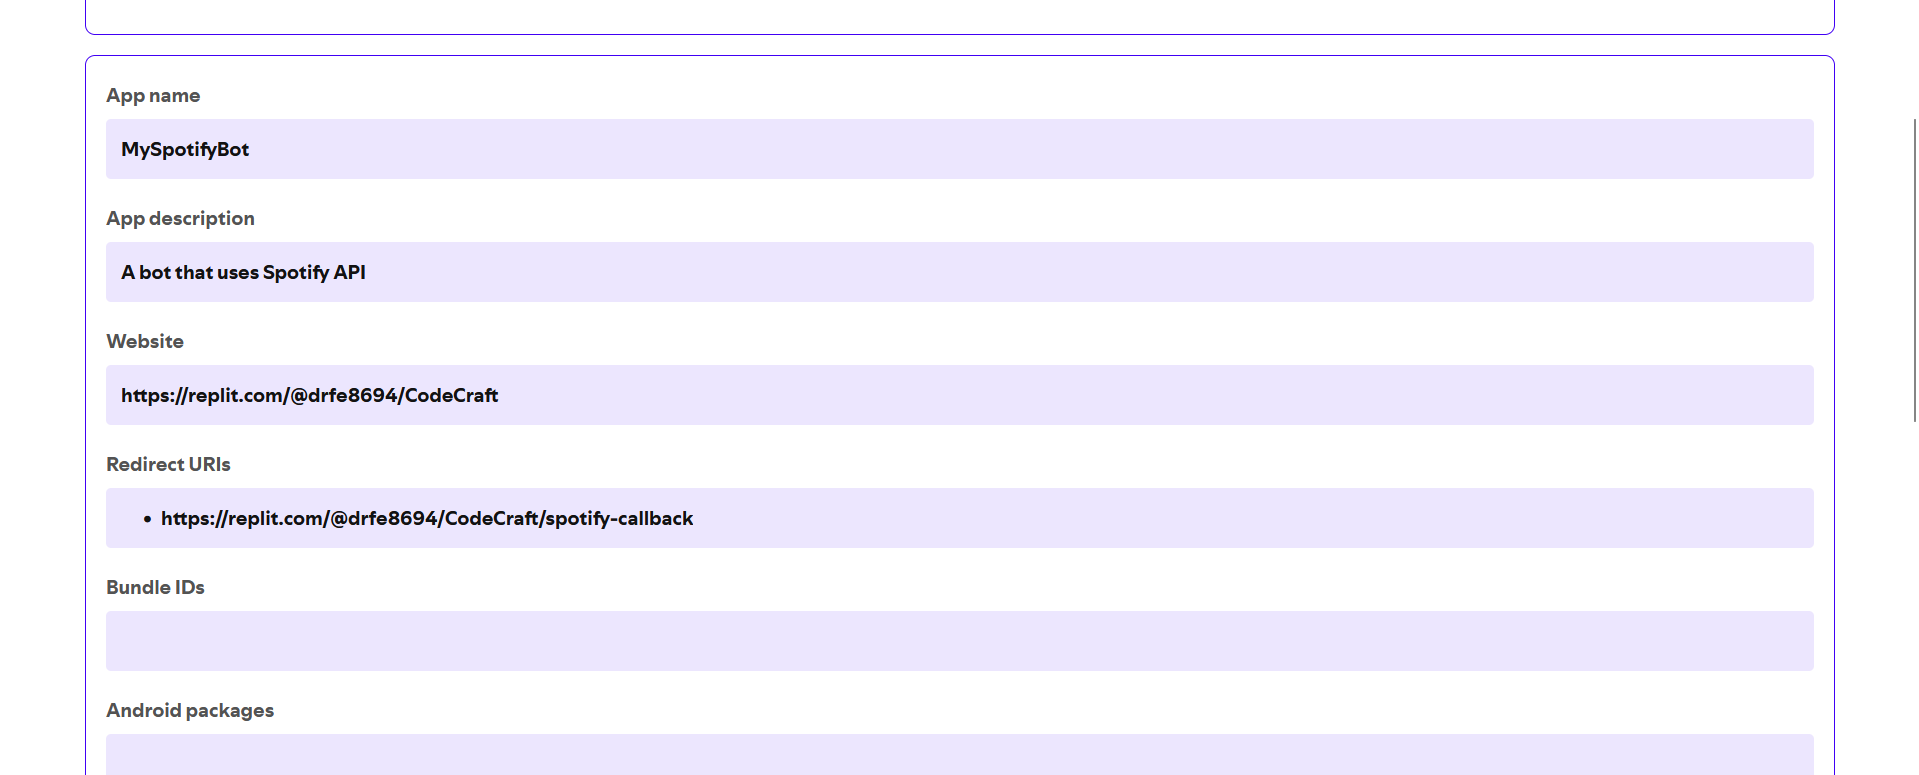 App name
MySpotifyBot
App description
A bot that uses Spotify API
Website
https://replit.com/@drfe8694/CodeCraft
Redirect URIs
• https://replit.com/@drfe8694/CodeCraft/spotify-callback
Bundle IDs
Android packages